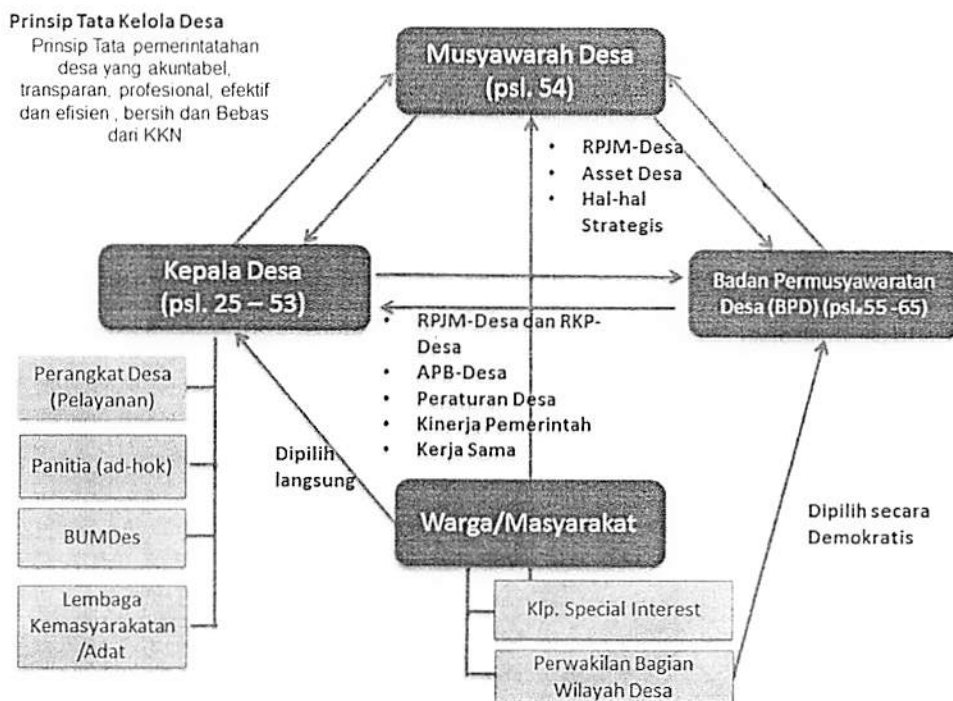 Prinsip Tata Kelola Desa
Prinsip Tata pemerintatahan
desa yang akuntabel,
transparan, profesional, efektif
dan efisien , bersih dan Bebas
dari KKN
Musyawarah Desa
(psl. 54)
• RPJM-Desa
• Asset Desa
• Hal-hal
Strategis
Kepala Desa
(psl. 25 – 53)
Badan Permusyawaratan
Desa (BPD) (psl.55 -65)
• RPJM-Desa dan RKP-
Desa
• APB-Desa
• Peraturan Desa
• Kinerja Pemerintah
• Kerja Sama
Perangkat Desa
(Pelayanan)
Panitia (ad-hok)
BUMDes
Lembaga
Kemasyarakatan
/Adat
Dipilih
langsung
Warga/Masyarakat
Dipilih secara
Demokratis
Klp. Special Interest
Perwakilan Bagian
Wilayah Desa